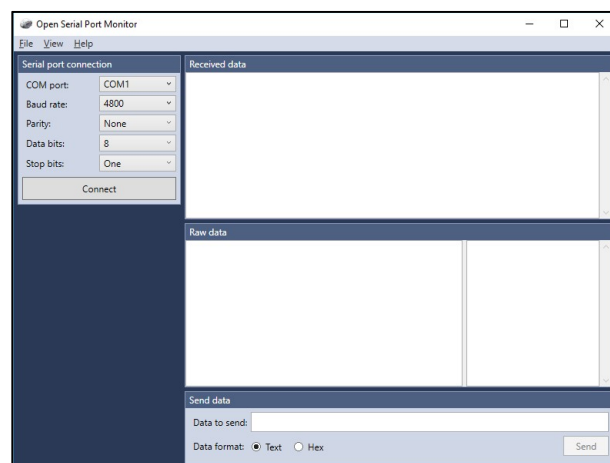 Open Serial Port Monitor
File View Help
Serial port connection
COM port: COM1
Baud rate: 4800
Parity: None
Data bits: 8
Stop bits: One
Connect
Received data
Raw data
Send data
Data to send:
Data format: Text Hex
Send